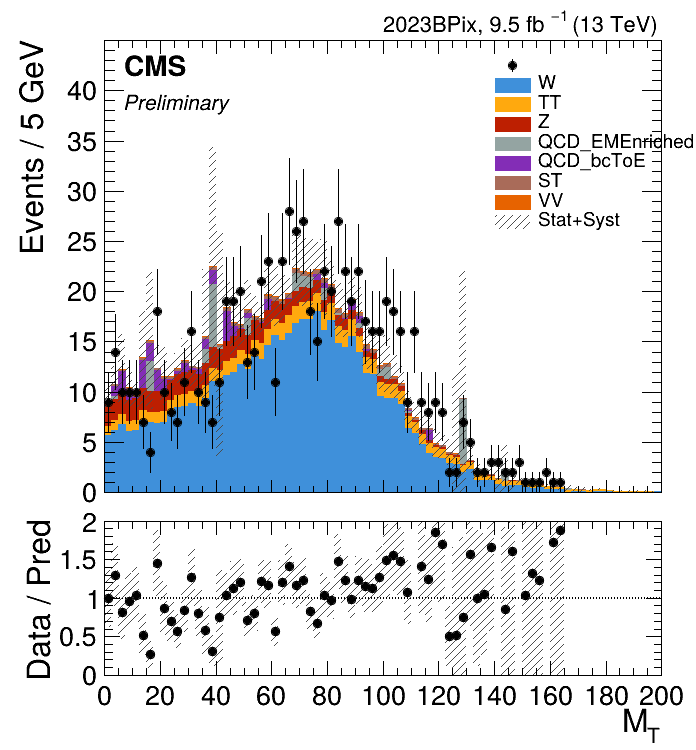 2023BPix, 9.5 fb ⁻¹ (13 TeV)
Events / 5 GeV
CMS
Preliminary
W
TT
Z
QCD_EMEnriched
QCD_bcToE
ST
VV
Stat+Syst
40
35
30
25
20
15
10
5
0
Data / Pred
2
1.5
1
0.5
0
0 20 40 60 80 100 120 140 160 180 200
M_T